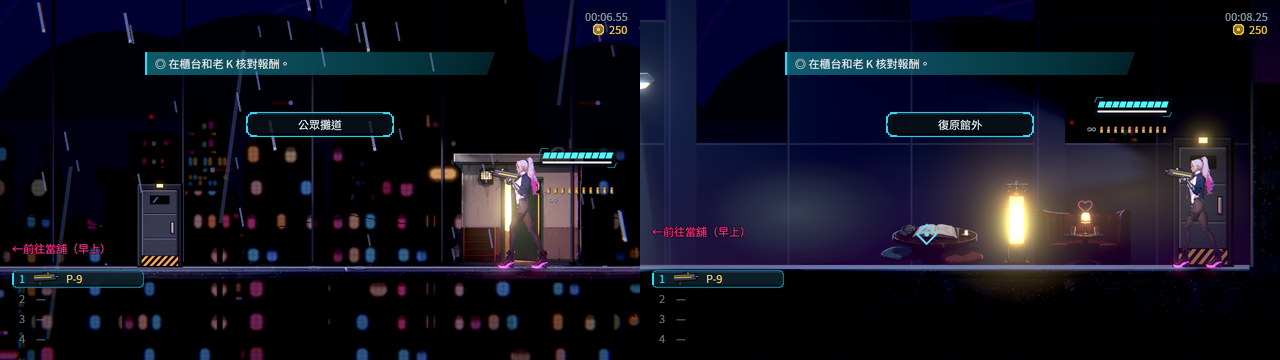 00:06.55
250
◎ 在櫃台和老 K 核對報酬。
公眾攤道
∞
←前往當舖（早上）
1 P-9
2 —
3 —
4 —
00:08.25
250
◎ 在櫃台和老 K 核對報酬。
復原館外
∞
←前往當舖（早上）
1 P-9
2 —
3 —
4 —